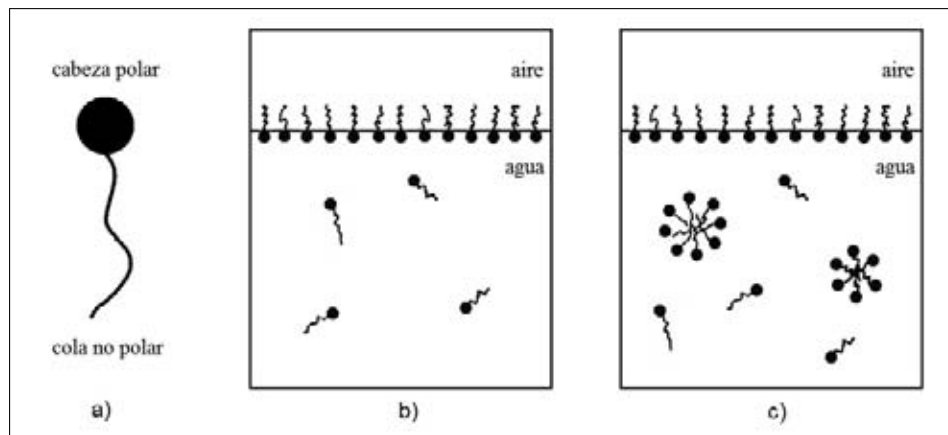 cabeza polar
cola no polar
a)
aire
agua
b)
aire
agua
c)